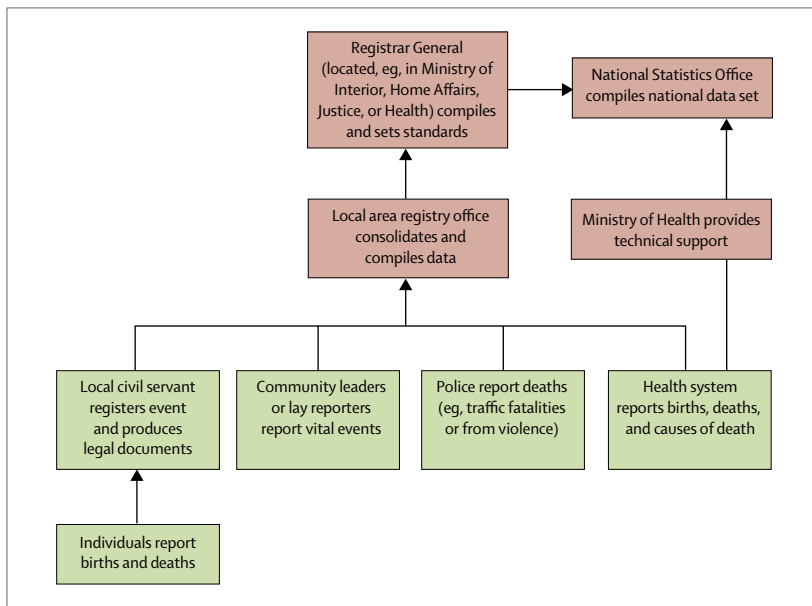 Registrar General
(located, eg, in Ministry of
Interior, Home Affairs,
Justice, or Health) compiles
and sets standards
National Statistics Office
compiles national data set
Local area registry office
consolidates and
compiles data
Ministry of Health provides
technical support
Local civil servant
registers event
and produces
legal documents
Community leaders
or lay reporters
report vital events
Police report deaths
(eg, traffic fatalities
or from violence)
Health system
reports births, deaths,
and causes of death
Individuals report
births and deaths